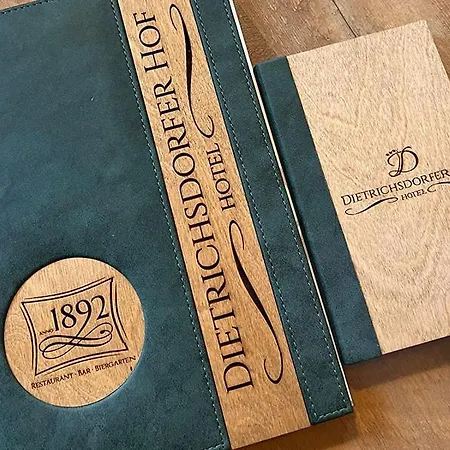 DIETRICHSDORFER HOF
HOTEL
ANNO 1892
RESTAURANT · BAR · BIERGARTEN
D
DIETRICHSDORFER
HOTEL